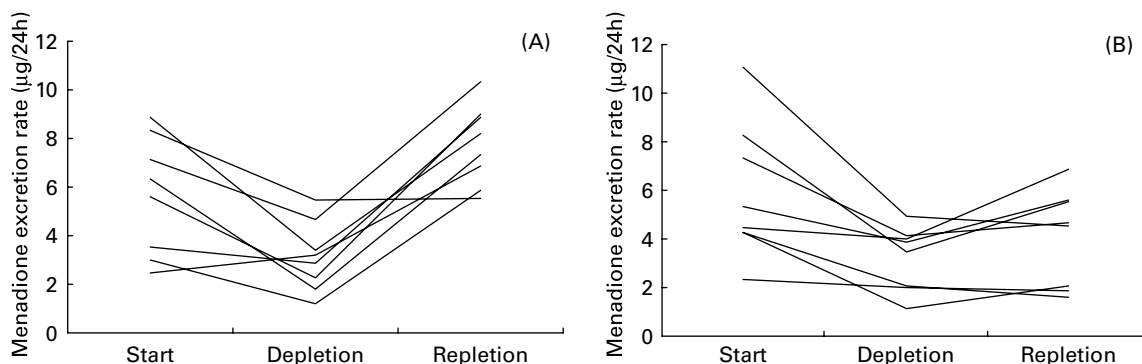 Menadione excretion rate (µg/24h)
(A)
12
10
8
6
4
2
0
Start Depletion Repletion
Menadione excretion rate (µg/24h)
(B)
12
10
8
6
4
2
0
Start Depletion Repletion